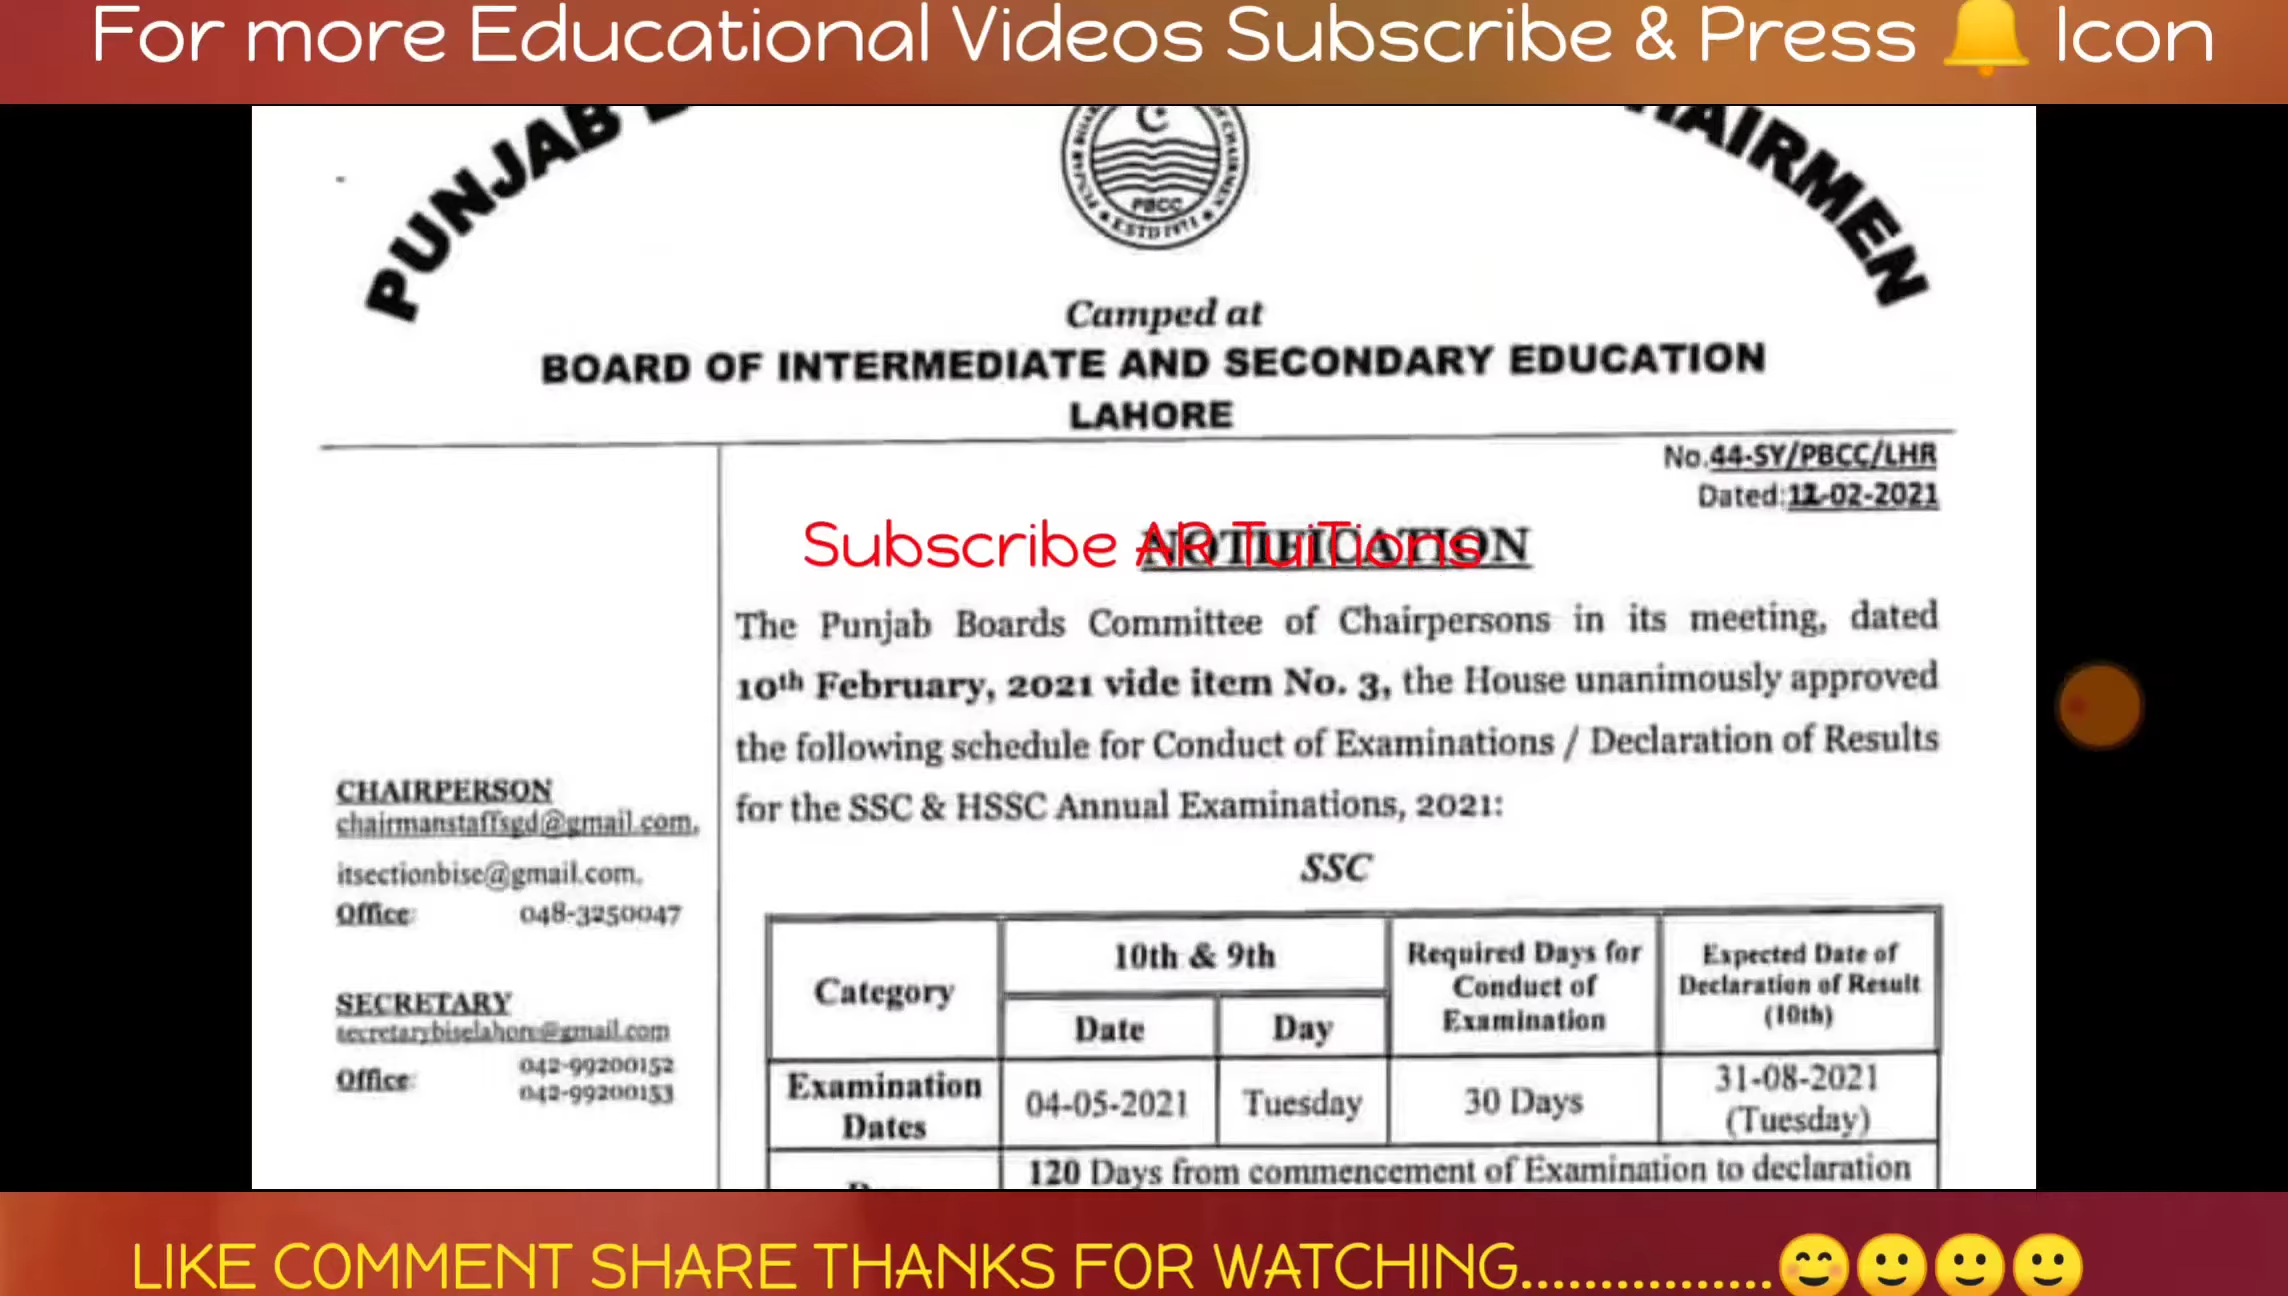 For more Educational Videos Subscribe & Press 🔔 Icon
PUNJAB
CHAIRMEN
PBCC
ESTD 1971
Camped at
BOARD OF INTERMEDIATE AND SECONDARY EDUCATION
LAHORE
No.44-SY/PBCC/LHR
Dated:
-02-2021
Subscribe AR TuiTions
NOTIFICATION
The Punjab Boards Committee of Chairpersons in its meeting, dated
10th February, 2021 vide item No. 3, the House unanimously approved
the following schedule for Conduct of Examinations / Declaration of Results
for the SSC & HSSC Annual Examinations, 2021:
CHAIRPERSON
chairmanstaffsgd@gmail.com,
itsectionbise@gmail.com,
Office: 048-3250047
SECRETARY
secretarybiselahore@gmail.com
Office: 042-99200152
042-99200153
SSC
Category
10th & 9th
Date
Day
Required Days for
Conduct of
Examination
Expected Date of
Declaration of Result
(10th)
Examination
Dates
04-05-2021
Tuesday
30 Days
31-08-2021
(Tuesday)
120 Days from commencement of Examination to declaration
LIKE COMMENT SHARE THANKS FOR WATCHING................😊🙂🙂🙂